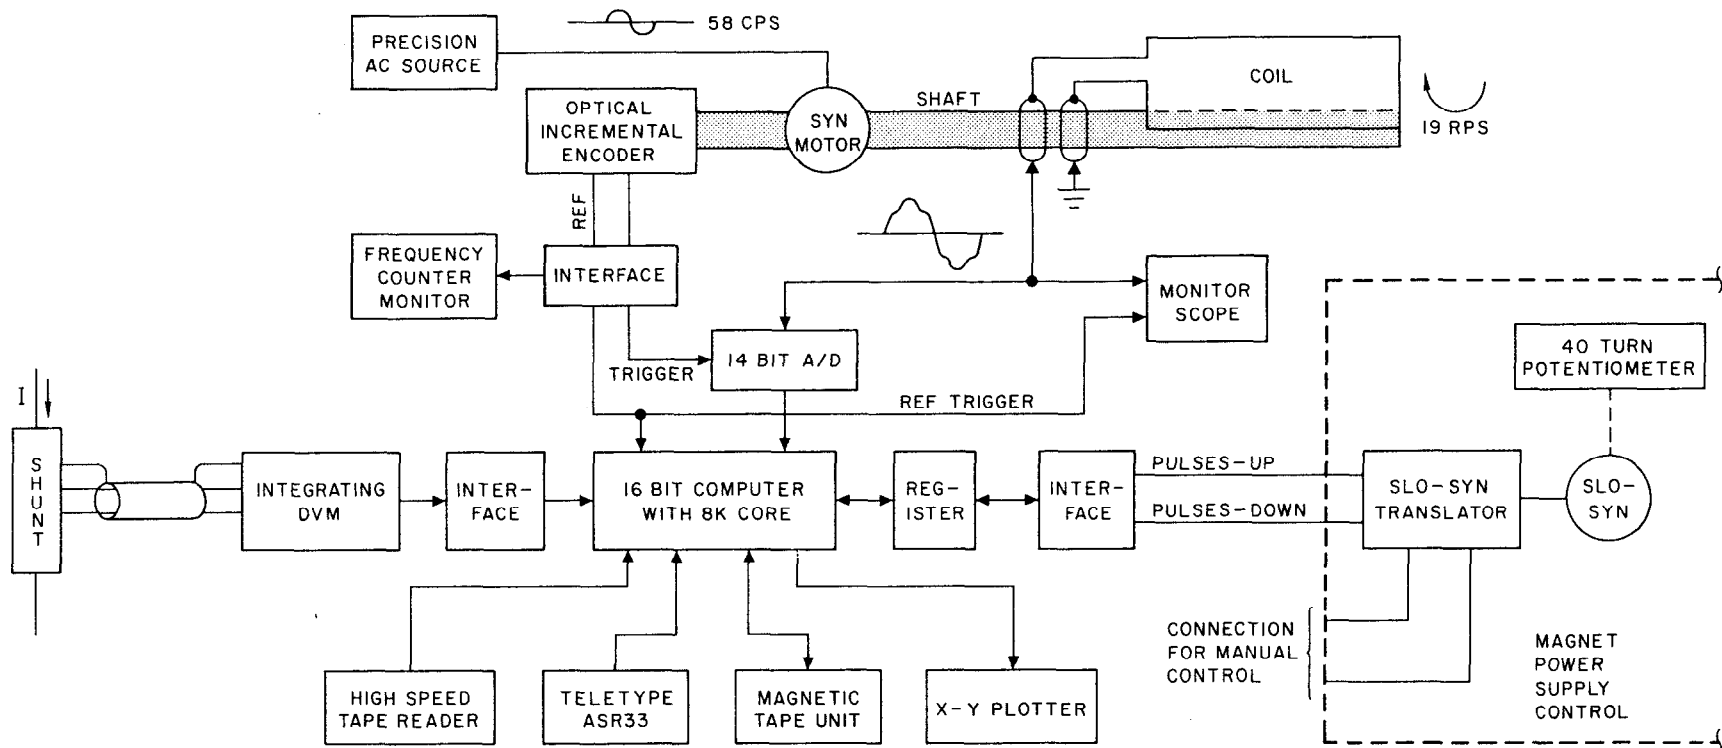 58 CPS
PRECISION
AC SOURCE
COIL
OPTICAL
INCREMENTAL
ENCODER
SYN
MOTOR
SHAFT
19 RPS
REF
FREQUENCY
COUNTER
MONITOR
INTERFACE
MONITOR
SCOPE
14 BIT A/D
TRIGGER
REF TRIGGER
40 TURN
POTENTIOMETER
I
SHUNT
INTEGRATING
DVM
INTER-
FACE
16 BIT COMPUTER
WITH 8K CORE
REG-
ISTER
INTER-
FACE
PULSES-UP
PULSES-DOWN
SLO-SYN
TRANSLATOR
SLO-
SYN
CONNECTION
FOR MANUAL
CONTROL
MAGNET
POWER
SUPPLY
CONTROL
HIGH SPEED
TAPE READER
TELETYPE
ASR33
MAGNETIC
TAPE UNIT
X-Y PLOTTER